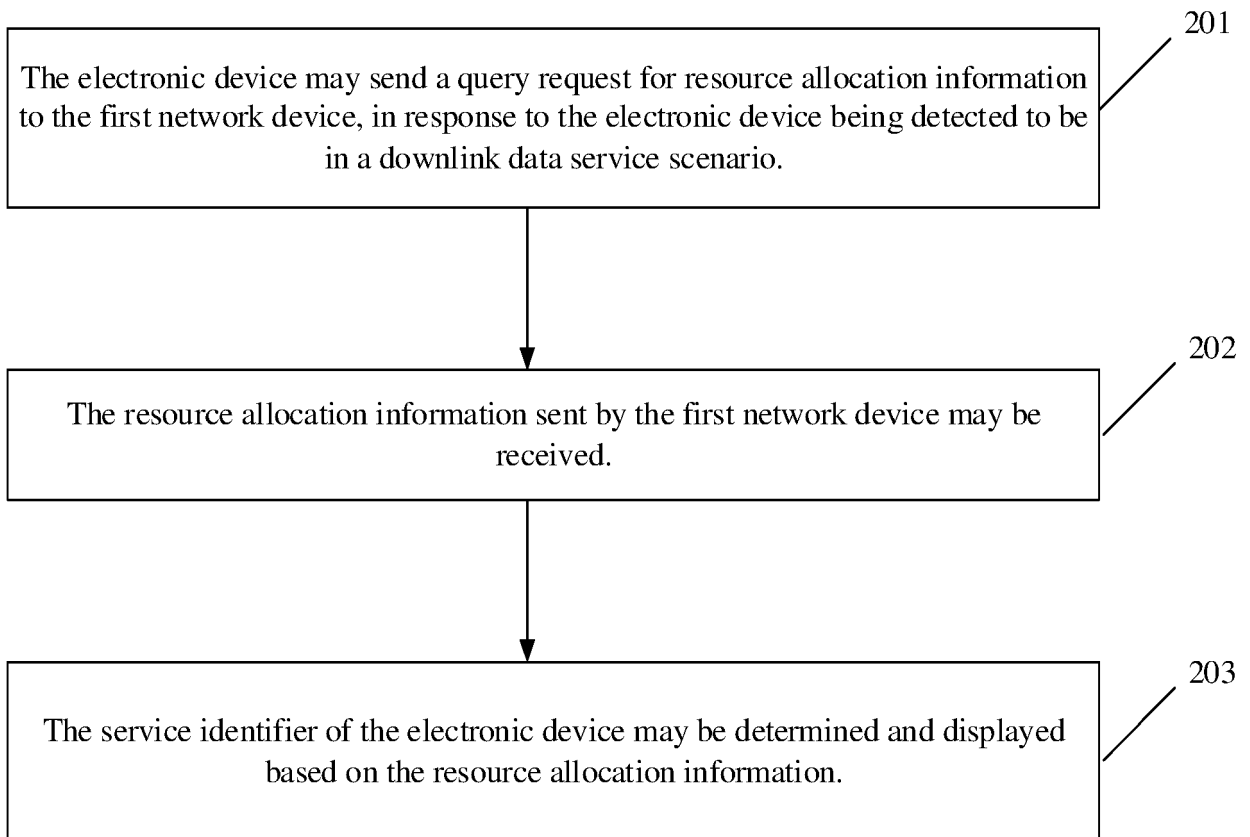 201
The electronic device may send a query request for resource allocation information
to the first network device, in response to the electronic device being detected to be
in a downlink data service scenario.
202
The resource allocation information sent by the first network device may be
received.
203
The service identifier of the electronic device may be determined and displayed
based on the resource allocation information.